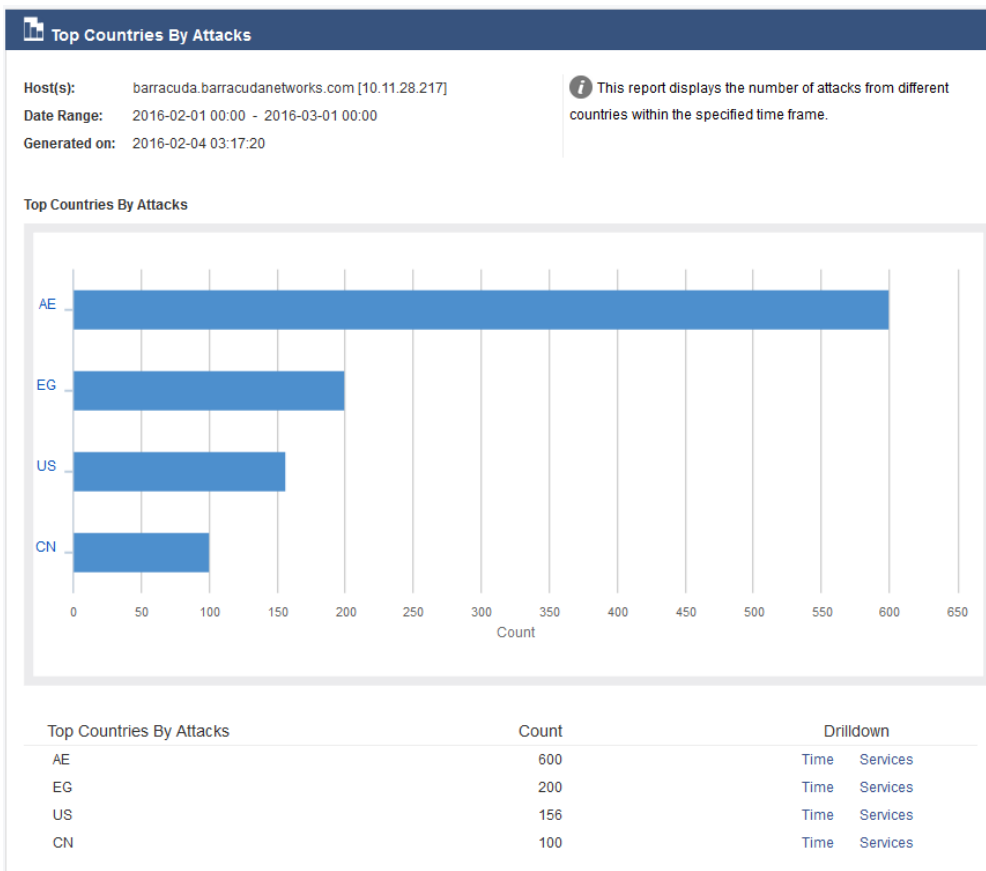 Top Countries By Attacks
Host(s): barracuda.barracudanetworks.com [10.11.28.217]
Date Range: 2016-02-01 00:00 - 2016-03-01 00:00
Generated on: 2016-02-04 03:17:20
i This report displays the number of attacks from different
countries within the specified time frame.
Top Countries By Attacks
AE
EG
US
CN
0 50 100 150 200 250 300 350 400 450 500 550 600 650
Count
Top Countries By Attacks Count Drilldown
AE 600 Time Services
EG 200 Time Services
US 156 Time Services
CN 100 Time Services